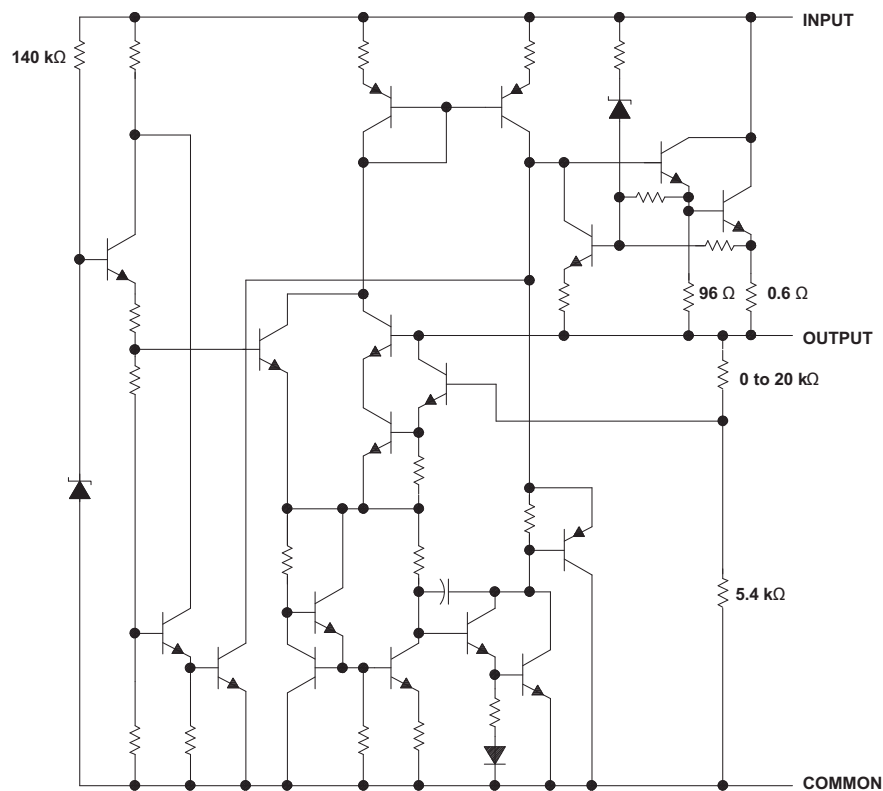 INPUT
140 kΩ
96 Ω
0.6 Ω
OUTPUT
0 to 20 kΩ
5.4 kΩ
COMMON